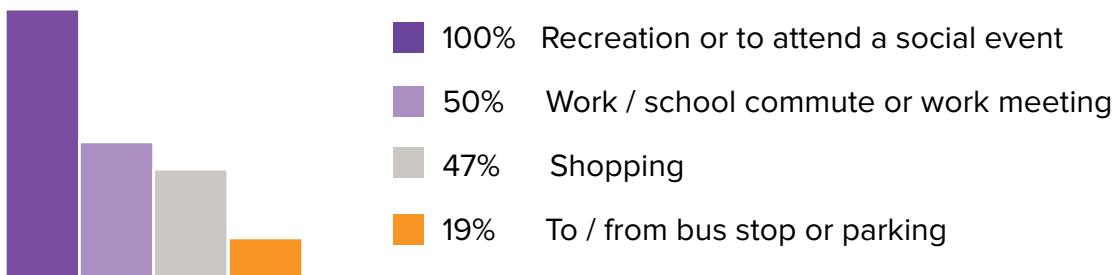 100% Recreation or to attend a social event
50% Work / school commute or work meeting
47% Shopping
19% To / from bus stop or parking